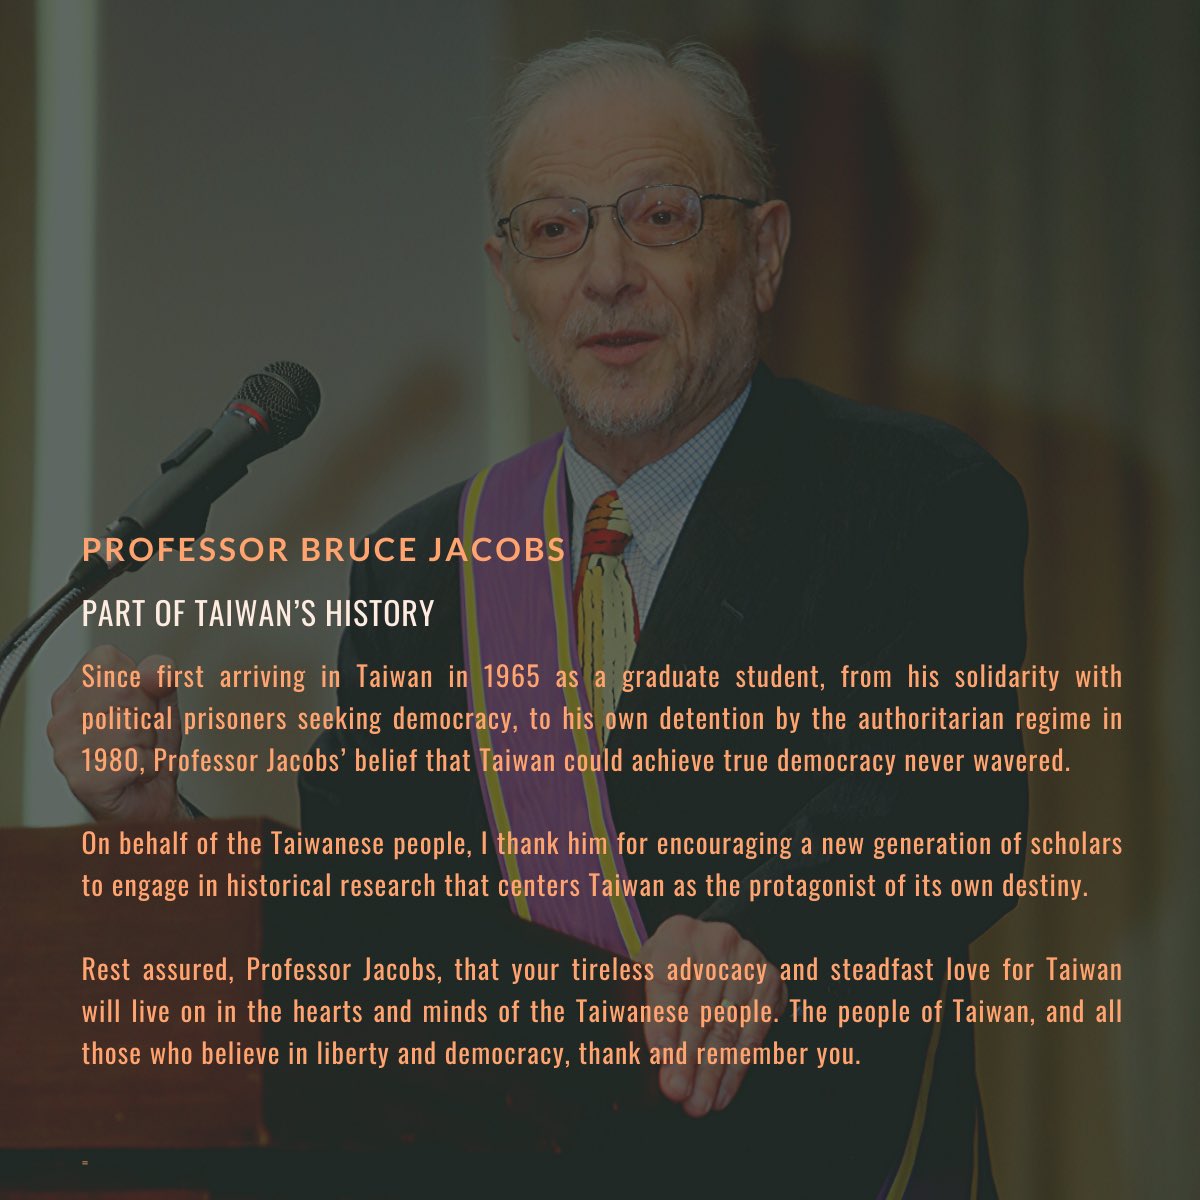 PROFESSOR BRUCE JACOBS
PART OF TAIWAN’S HISTORY
Since first arriving in Taiwan in 1965 as a graduate student, from his solidarity with
political prisoners seeking democracy, to his own detention by the authoritarian regime in
1980, Professor Jacobs’ belief that Taiwan could achieve true democracy never wavered.
On behalf of the Taiwanese people, I thank him for encouraging a new generation of scholars
to engage in historical research that centers Taiwan as the protagonist of its own destiny.
Rest assured, Professor Jacobs, that your tireless advocacy and steadfast love for Taiwan
will live on in the hearts and minds of the Taiwanese people. The people of Taiwan, and all
those who believe in liberty and democracy, thank and remember you.